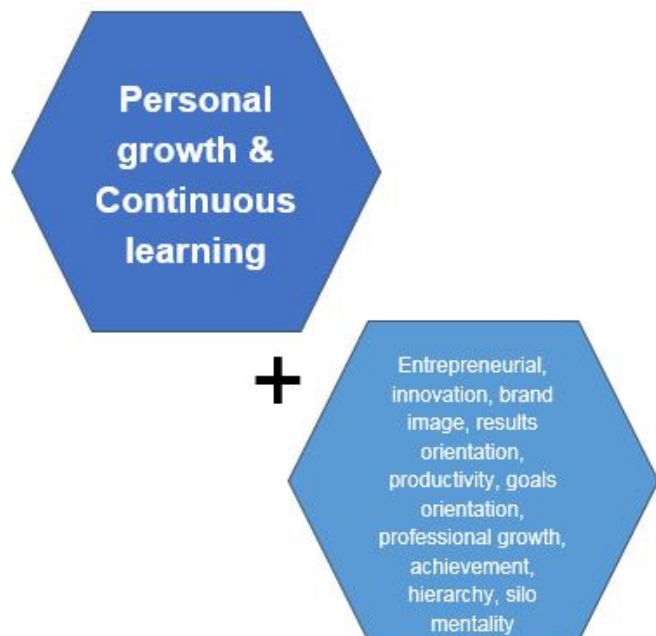 Personal
growth &
Continuous
learning
+
Entrepreneurial,
innovation, brand
image, results
orientation,
productivity, goals
orientation,
professional growth,
achievement,
hierarchy, silo
mentality